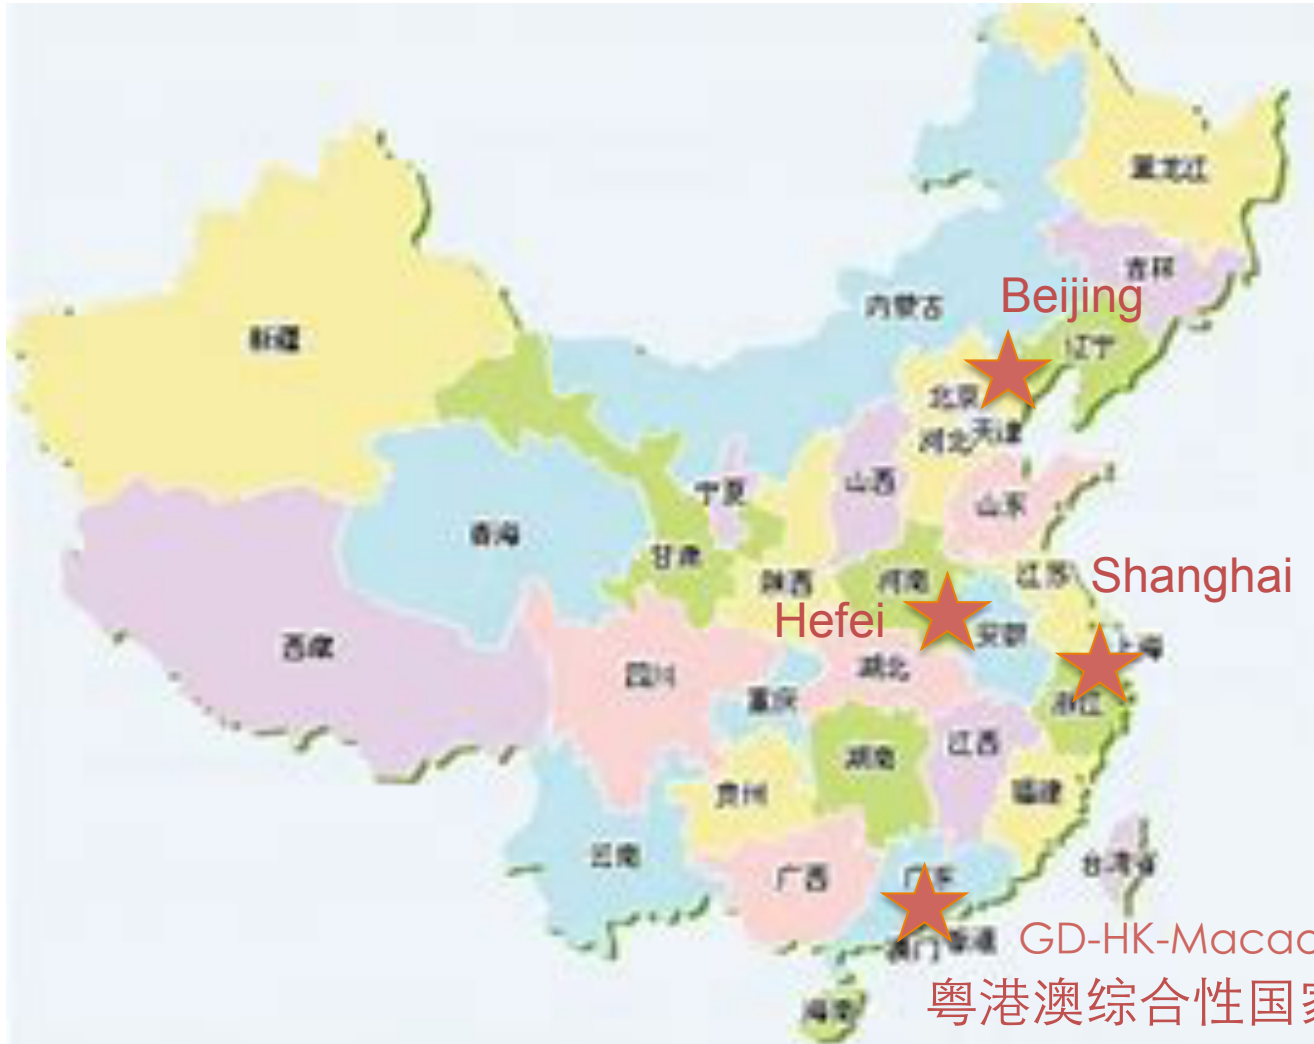 黑龙江
吉林
Beijing
内蒙古
辽宁
新疆
北京
河北
天津
山西
宁夏
山东
青海
甘肃
陕西
河南
江苏
Shanghai
Hefei
安徽
上海
西藏
四川
湖北
重庆
浙江
湖南
江西
贵州
福建
云南
广西
广东
台湾省
澳门
香港
GD-HK-Macao
粤港澳综合性国家
海南